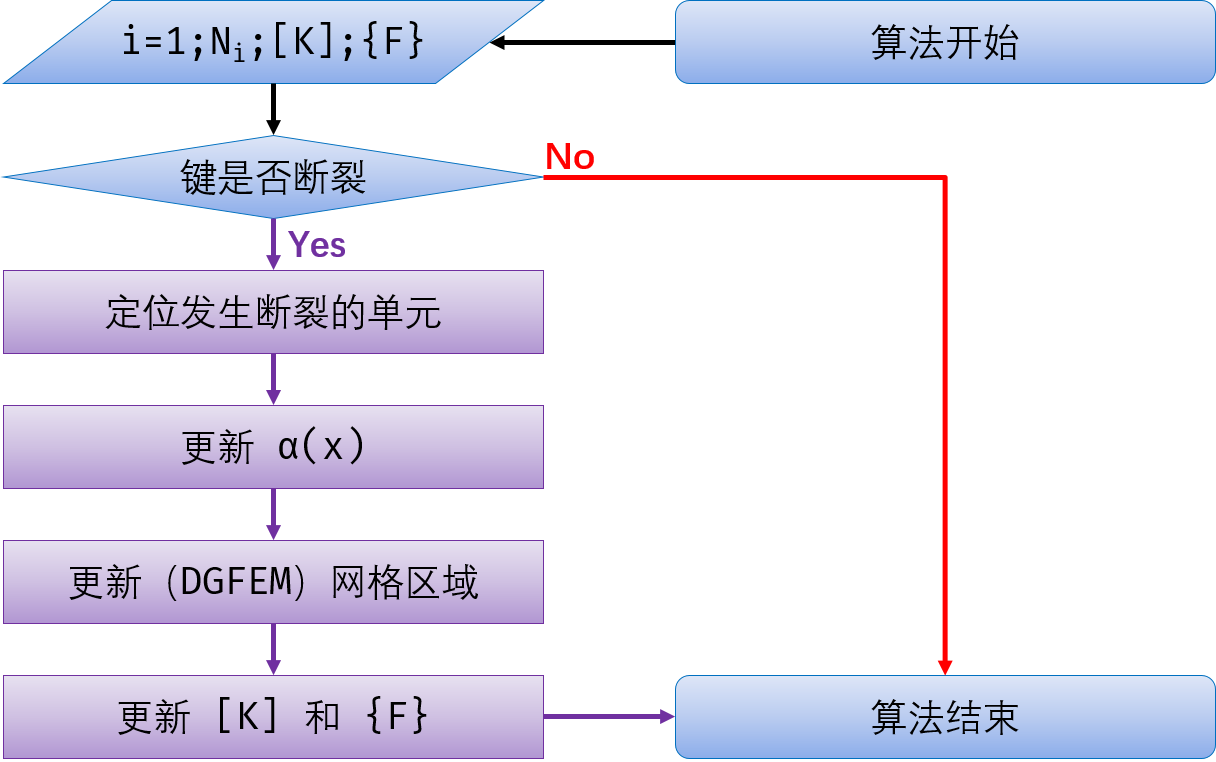 i=1;Nᵢ;[K];{F}
算法开始
键是否断裂
No
Yes
定位发生断裂的单元
更新 α(x)
更新（DGFEM）网格区域
更新 [K] 和 {F}
算法结束